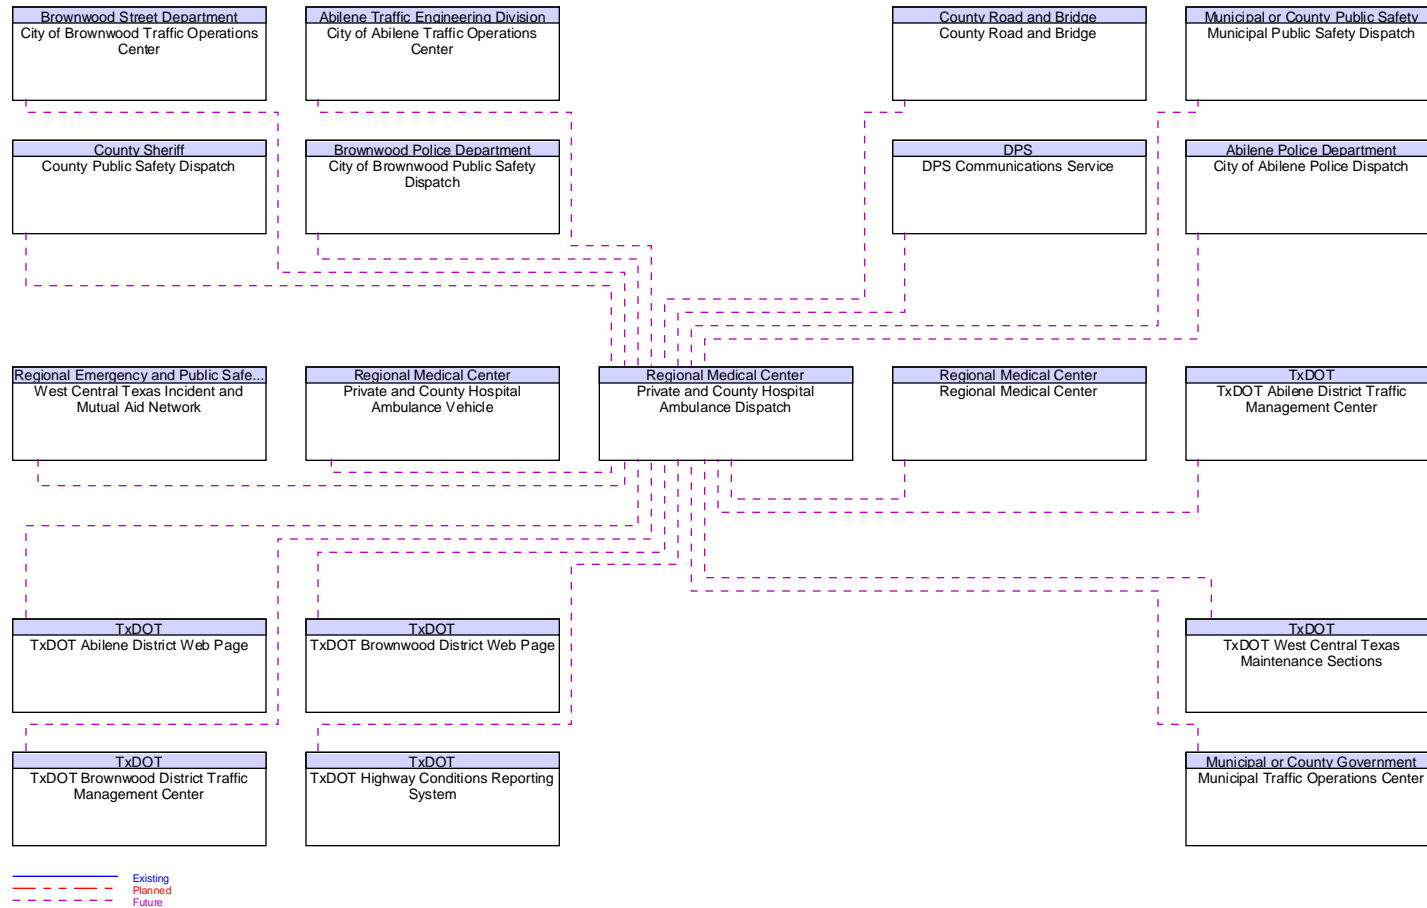 Brownwood Street Department
City of Brownwood Traffic Operations
Center
Abilene Traffic Engineering Division
City of Abilene Traffic Operations
Center
County Road and Bridge
County Road and Bridge
Municipal or County Public Safety
Municipal Public Safety Dispatch
County Sheriff
County Public Safety Dispatch
Brownwood Police Department
City of Brownwood Public Safety
Dispatch
DPS
DPS Communications Service
Abilene Police Department
City of Abilene Police Dispatch
Regional Emergency and Public Safe...
West Central Texas Incident and
Mutual Aid Network
Regional Medical Center
Private and County Hospital
Ambulance Vehicle
Regional Medical Center
Private and County Hospital
Ambulance Dispatch
Regional Medical Center
Regional Medical Center
TxDOT
TxDOT Abilene District Traffic
Management Center
TxDOT
TxDOT Abilene District Web Page
TxDOT
TxDOT Brownwood District Web Page
TxDOT
TxDOT West Central Texas
Maintenance Sections
TxDOT
TxDOT Brownwood District Traffic
Management Center
TxDOT
TxDOT Highway Conditions Reporting
System
Municipal or County Government
Municipal Traffic Operations Center
Existing
Planned
Future